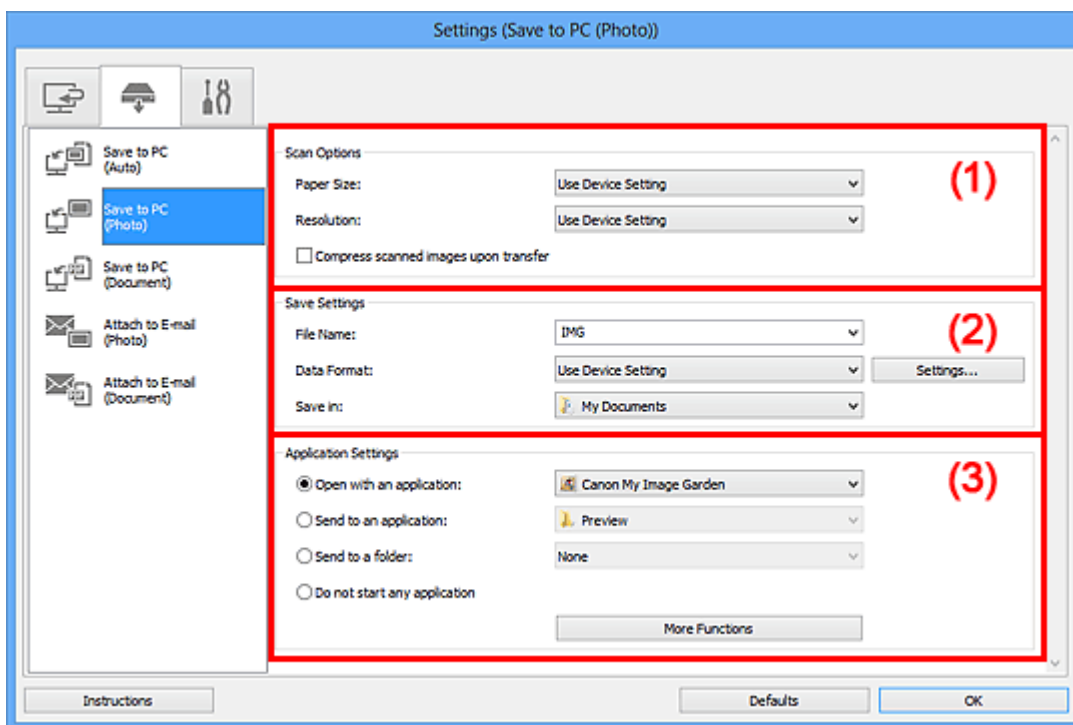 Settings (Save to PC (Photo))
Save to PC
(Auto)
Save to PC
(Photo)
Save to PC
(Document)
Attach to E-mail
(Photo)
Attach to E-mail
(Document)
Scan Options
(1)
Paper Size: Use Device Setting
Resolution: Use Device Setting
Compress scanned images upon transfer
Save Settings
(2)
File Name: IMG
Data Format: Use Device Setting Settings...
Save in: My Documents
Application Settings
(3)
Open with an application: Canon My Image Garden
Send to an application: Preview
Send to a folder: None
Do not start any application
More Functions
Instructions Defaults OK